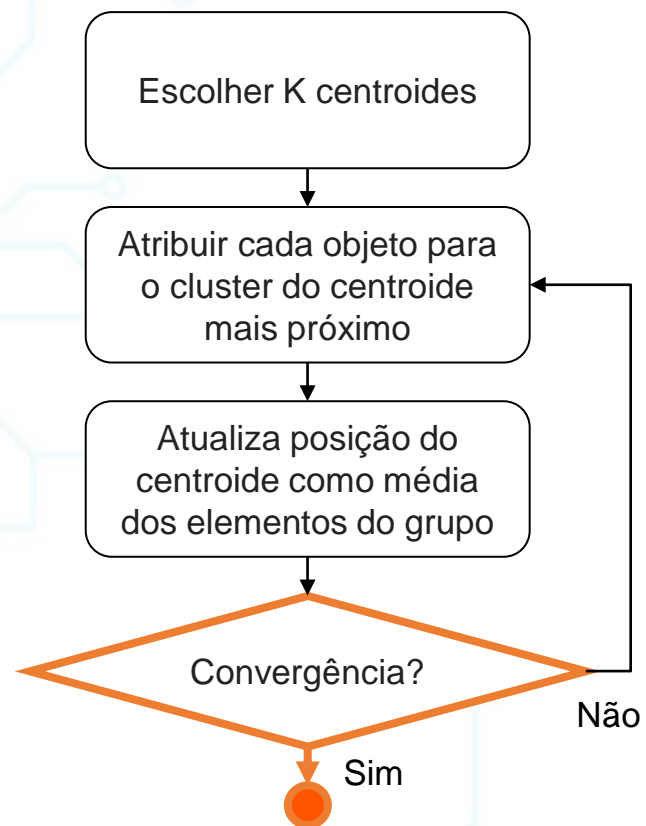 Escolher K centroides
Atribuir cada objeto para
o cluster do centroide
mais próximo
Atualiza posição do
centroide como média
dos elementos do grupo
Convergência?
Não
Sim